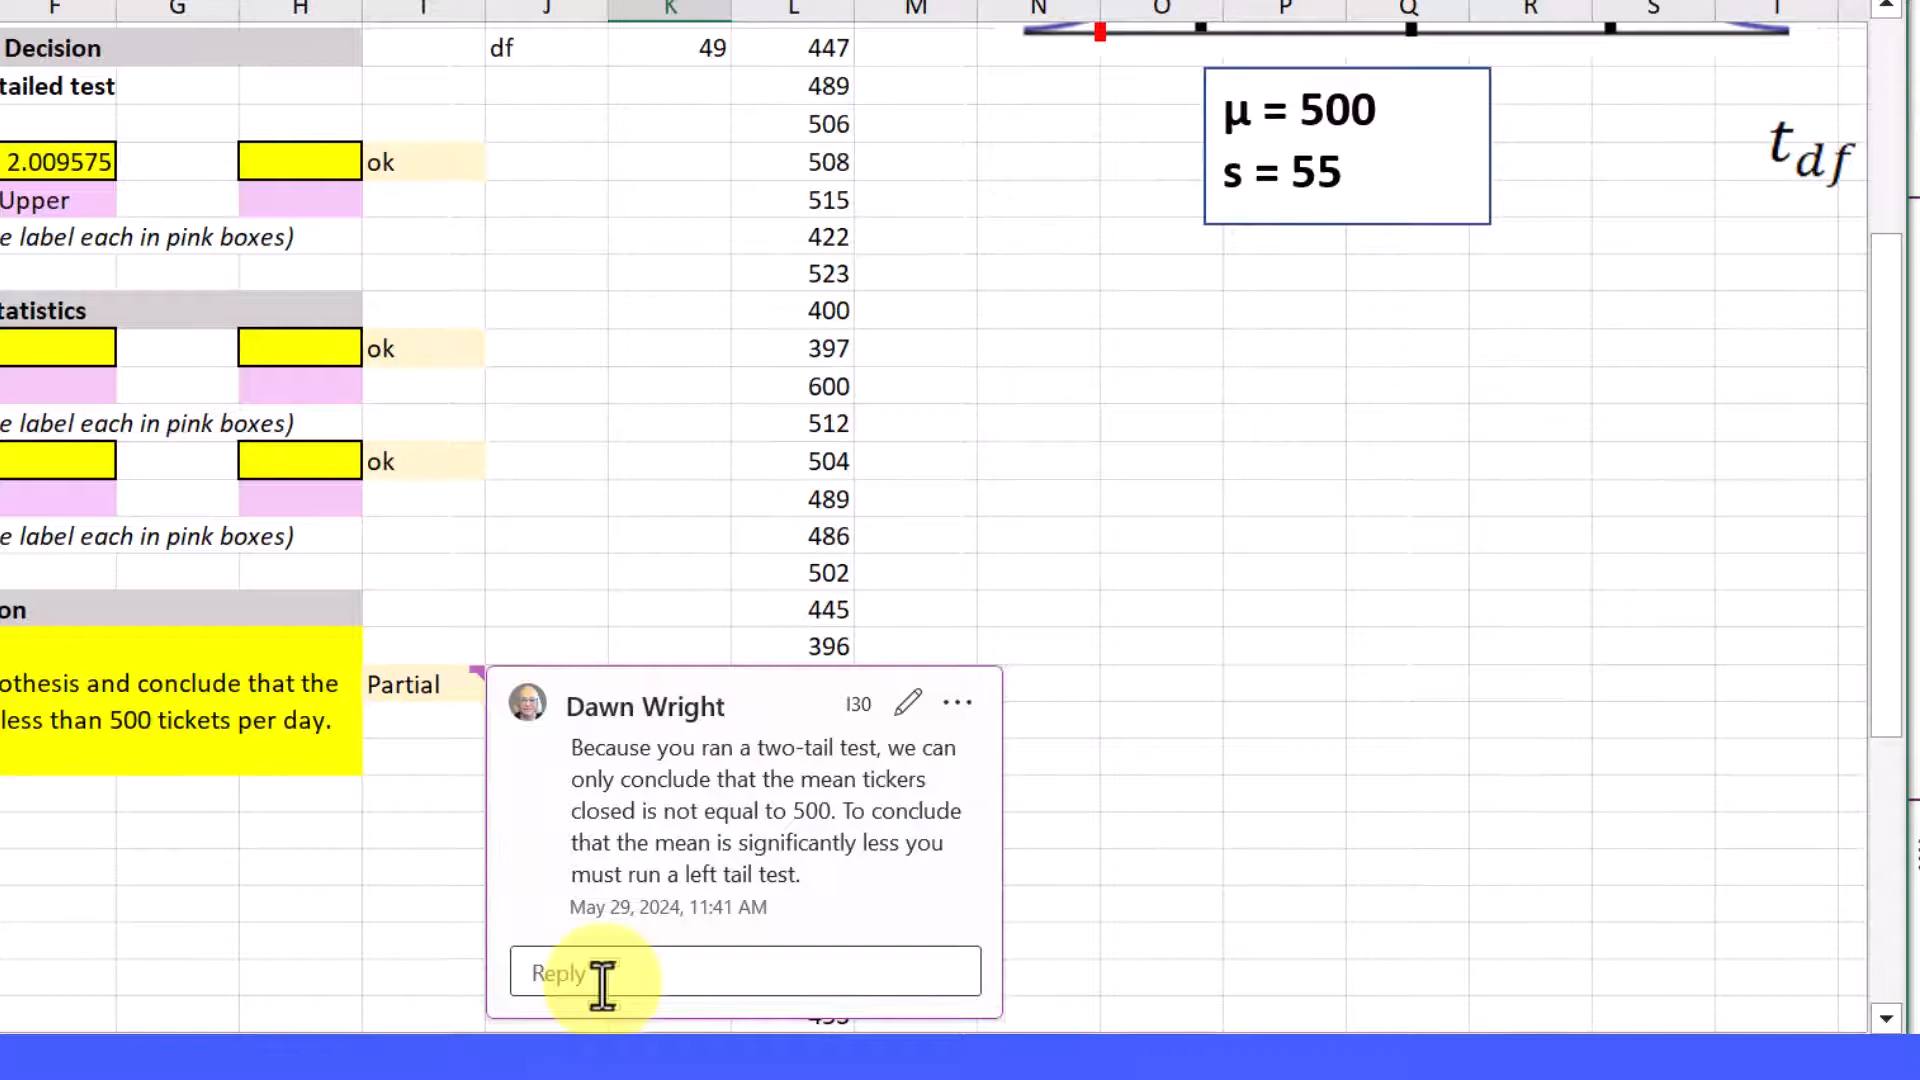 F G H I J K L M N O P Q R S T
Decision df 49 447
tailed test 489
506
2.009575 ok 508
Upper 515
e label each in pink boxes) 422
523
tatistics 400
ok 397
600
e label each in pink boxes) 512
ok 504
489
e label each in pink boxes) 486
502
on 445
396
othesis and conclude that the Partial
less than 500 tickets per day.
μ = 500
s = 55
tdf
Dawn Wright I30
Because you ran a two-tail test, we can
only conclude that the mean tickers
closed is not equal to 500. To conclude
that the mean is significantly less you
must run a left tail test.
May 29, 2024, 11:41 AM
Reply